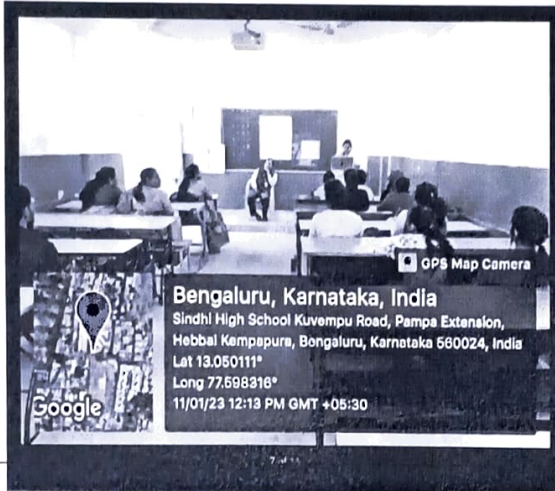 GPS Map Camera
Bengaluru, Karnataka, India
Sindhi High School Kuvempu Road, Pampa Extension,
Hebbal Kempapura, Bengaluru, Karnataka 560024, India
Lat 13.050111°
Long 77.598316°
11/01/23 12:13 PM GMT +05:30
Google